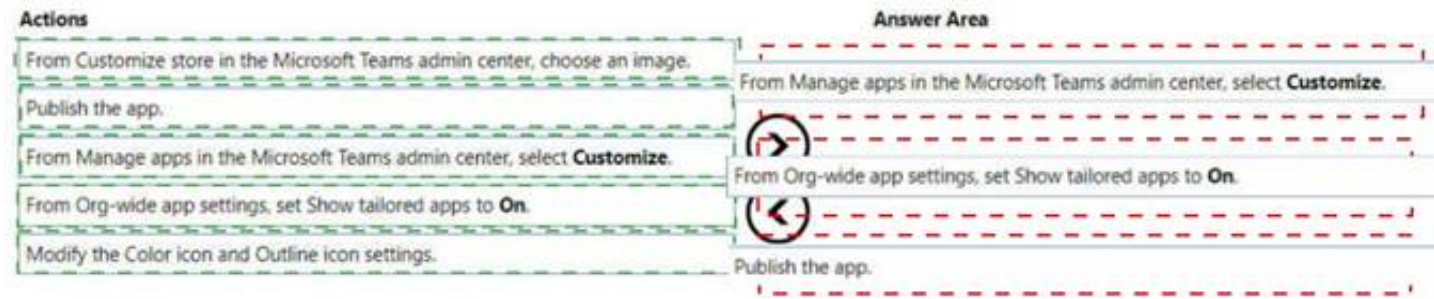 Actions
Answer Area
From Customize store in the Microsoft Teams admin center, choose an image.
Publish the app.
From Manage apps in the Microsoft Teams admin center, select Customize.
From Org-wide app settings, set Show tailored apps to On.
Modify the Color icon and Outline icon settings.
From Manage apps in the Microsoft Teams admin center, select Customize.
From Org-wide app settings, set Show tailored apps to On.
Publish the app.